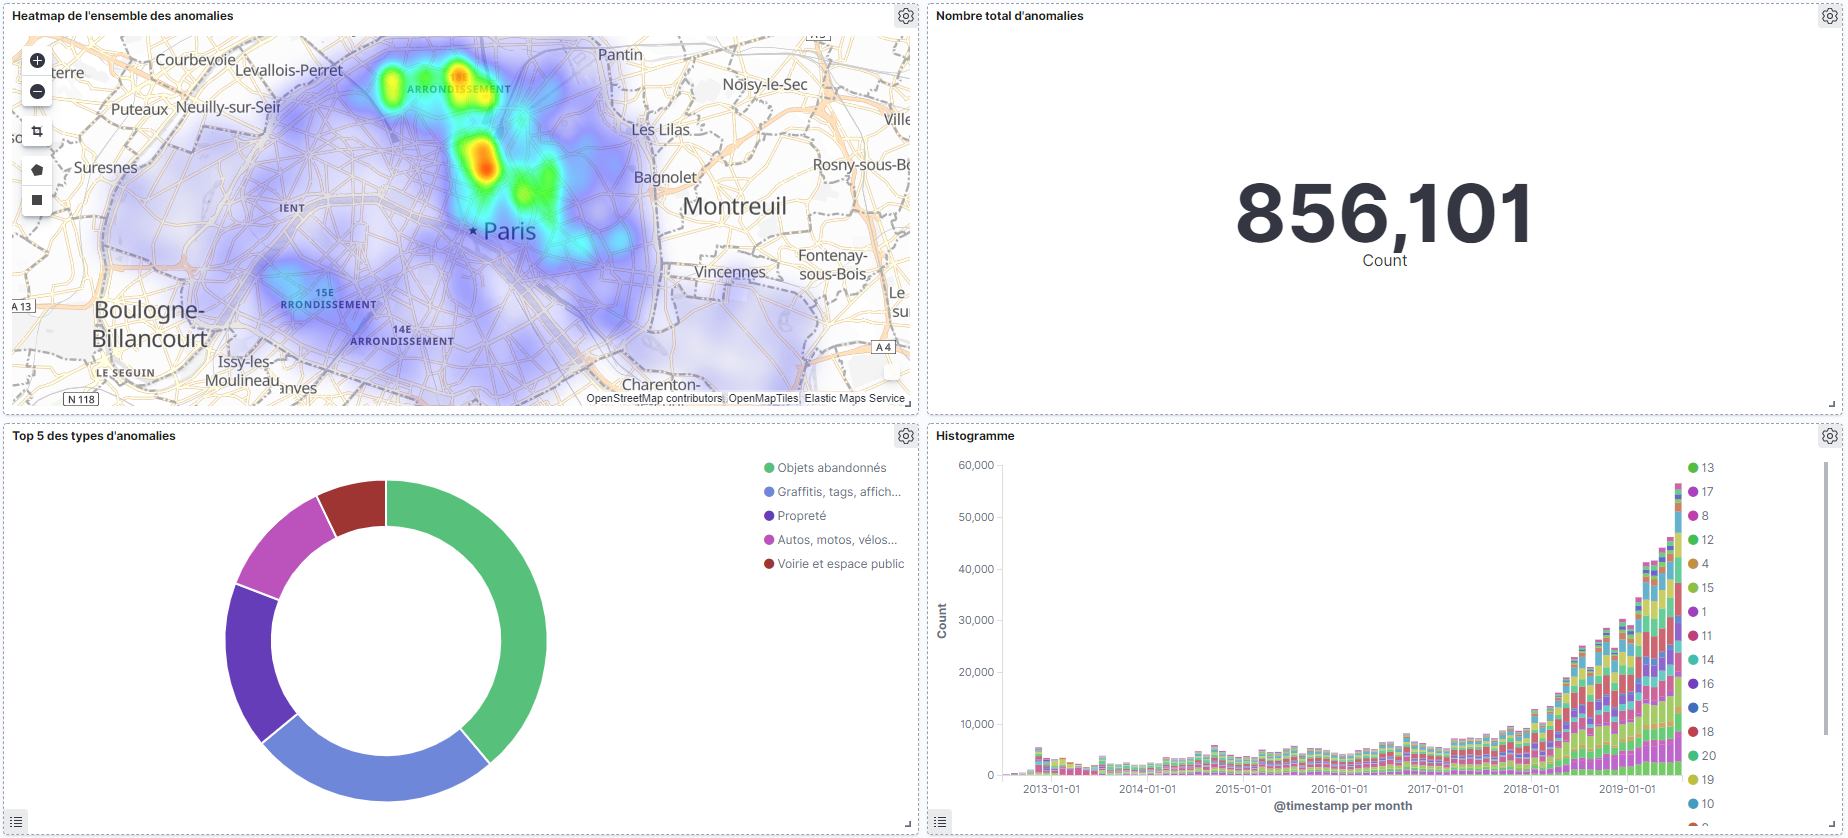 Heatmap de l'ensemble des anomalies
Courbevoie
Levallois-Perret
Pantin
terre
18E
ARRONDISSEMENT
Noisy-le-Sec
Puteaux
Neuilly-sur-Sei
Les Lilas
Ville
Suresnes
Bagnolet
Rosny-sous-Bo
IENT
Montreuil
Paris
Vincennes
Fontenay-
sous-Bois
15E
RRONDISSEMENT
A 13
Boulogne-
Billancourt
14E
ARRONDISSEMENT
Le
su
A 4
LE SEGUIN
Issy-les-
Moulineau
anves
Charenton-
N 118
OpenStreetMap contributors, OpenMapTiles, Elastic Maps Service
Nombre total d'anomalies
856,101
Count
Top 5 des types d'anomalies
Objets abandonnés
Graffitis, tags, affich...
Propreté
Autos, motos, vélos...
Voirie et espace public
Histogramme
60,000
50,000
40,000
30,000
20,000
10,000
0
Count
2013-01-01
2014-01-01
2015-01-01
2016-01-01
2017-01-01
2018-01-01
2019-01-01
@timestamp per month
13
17
8
12
4
15
1
11
14
16
5
18
20
19
10